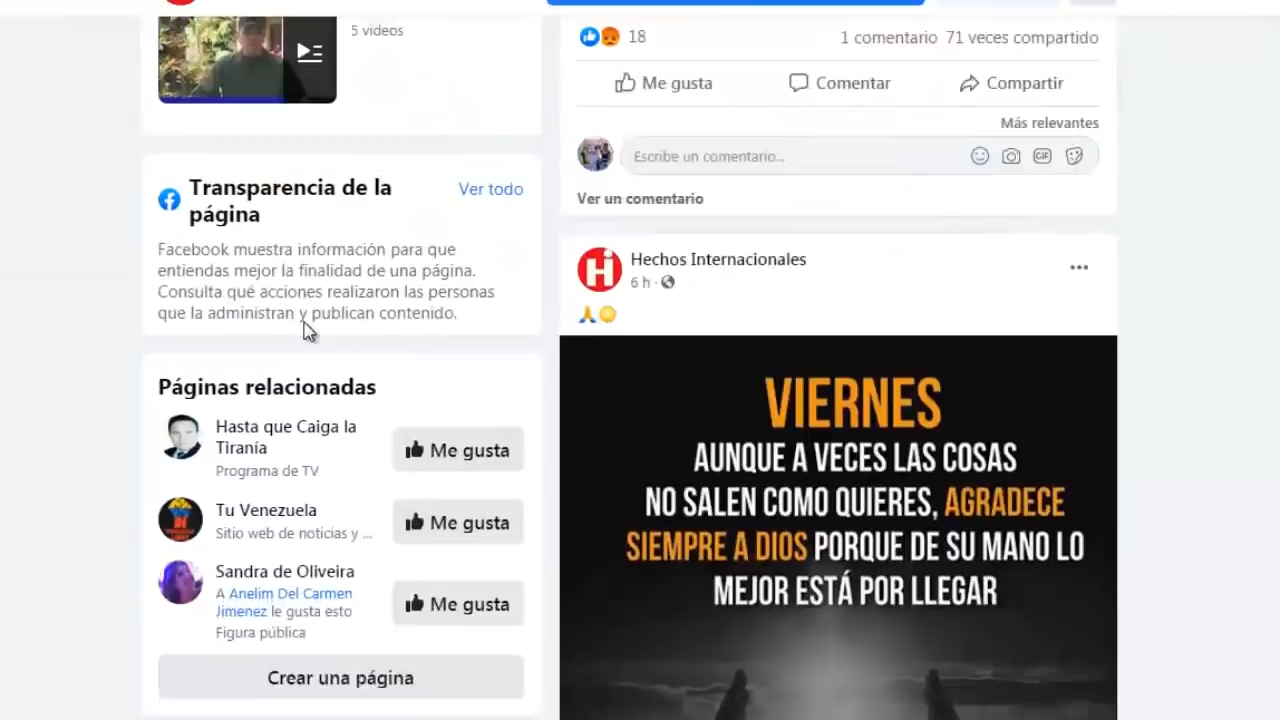 5 videos
Transparencia de la
página
Ver todo
Facebook muestra información para que
entiendas mejor la finalidad de una página.
Consulta qué acciones realizaron las personas
que la administran y publican contenido.
Páginas relacionadas
Hasta que Caiga la
Tiranía
Programa de TV
Me gusta
Tu Venezuela
Sitio web de noticias y ...
Me gusta
Sandra de Oliveira
A Anelim Del Carmen
Jimenez le gusta esto
Figura pública
Me gusta
Crear una página
18
1 comentario 71 veces compartido
Me gusta Comentar Compartir
Más relevantes
Escribe un comentario...
GIF
Ver un comentario
H
Hechos Internacionales
6 h ·
VIERNES
AUNQUE A VECES LAS COSAS
NO SALEN COMO QUIERES, AGRADECE
SIEMPRE A DIOS PORQUE DE SU MANO LO
MEJOR ESTÁ POR LLEGAR